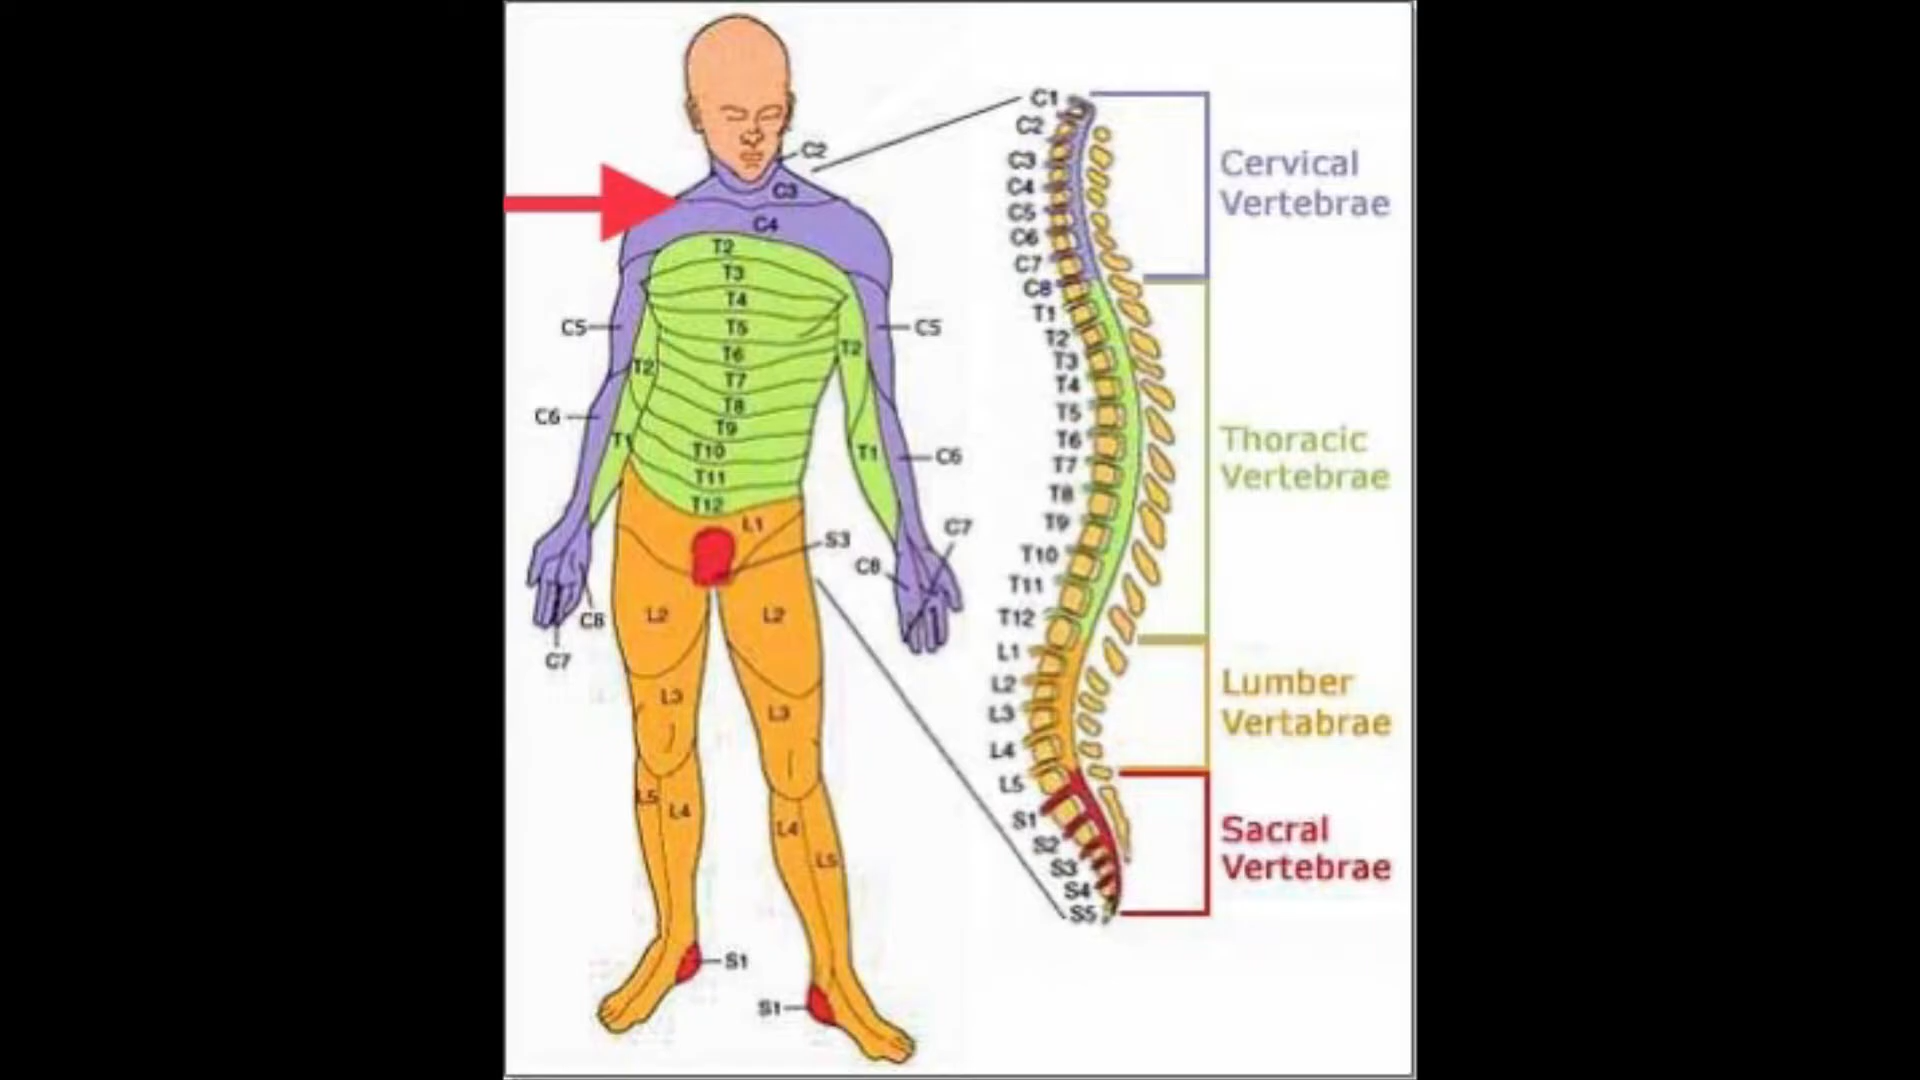 C2
C3
C4
T2
T3
T4
T5
T6
T7
T8
T9
T10
T11
T12
C5
C5
T2
T2
C6
C6
T1
T1
L1
S3
C7
C8
C8
C7
L2
L2
L3
L3
L5
L4
L4
L5
S1
S1
C1
C2
C3
C4
C5
C6
C7
C8
T1
T2
T3
T4
T5
T6
T7
T8
T9
T10
T11
T12
L1
L2
L3
L4
L5
S1
S2
S3
S4
S5
Cervical
Vertebrae
Thoracic
Vertebrae
Lumber
Vertabrae
Sacral
Vertebrae